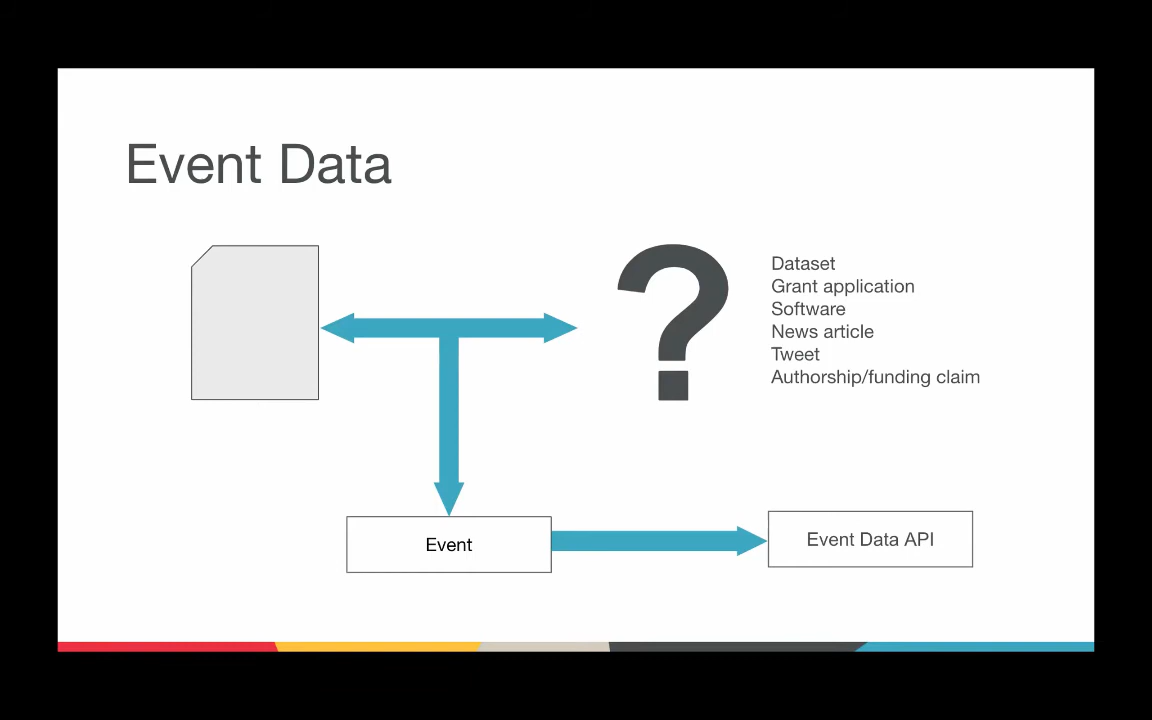 Event Data
?
Dataset
Grant application
Software
News article
Tweet
Authorship/funding claim
Event
Event Data API